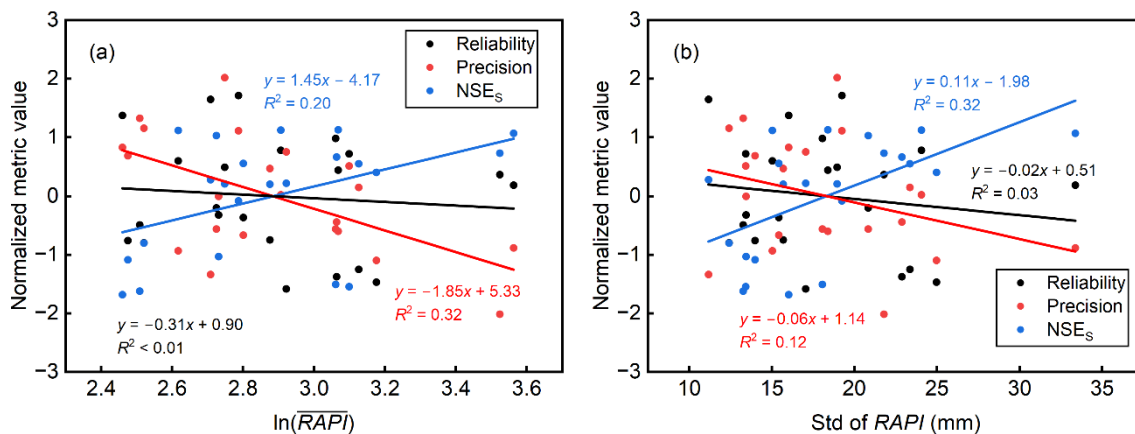 (a)
Reliability
Precision
NSEₛ
y = 1.45x − 4.17
R² = 0.20
y = −1.85x + 5.33
R² = 0.32
y = −0.31x + 0.90
R² < 0.01
Normalized metric value
3
2
1
0
−1
−2
−3
2.4 2.6 2.8 3.0 3.2 3.4 3.6
ln(R̅A̅P̅I̅)
(b)
y = 0.11x − 1.98
R² = 0.32
y = −0.02x + 0.51
R² = 0.03
y = −0.06x + 1.14
R² = 0.12
Reliability
Precision
NSEₛ
Normalized metric value
3
2
1
0
−1
−2
−3
10 15 20 25 30 35
Std of RAPI (mm)